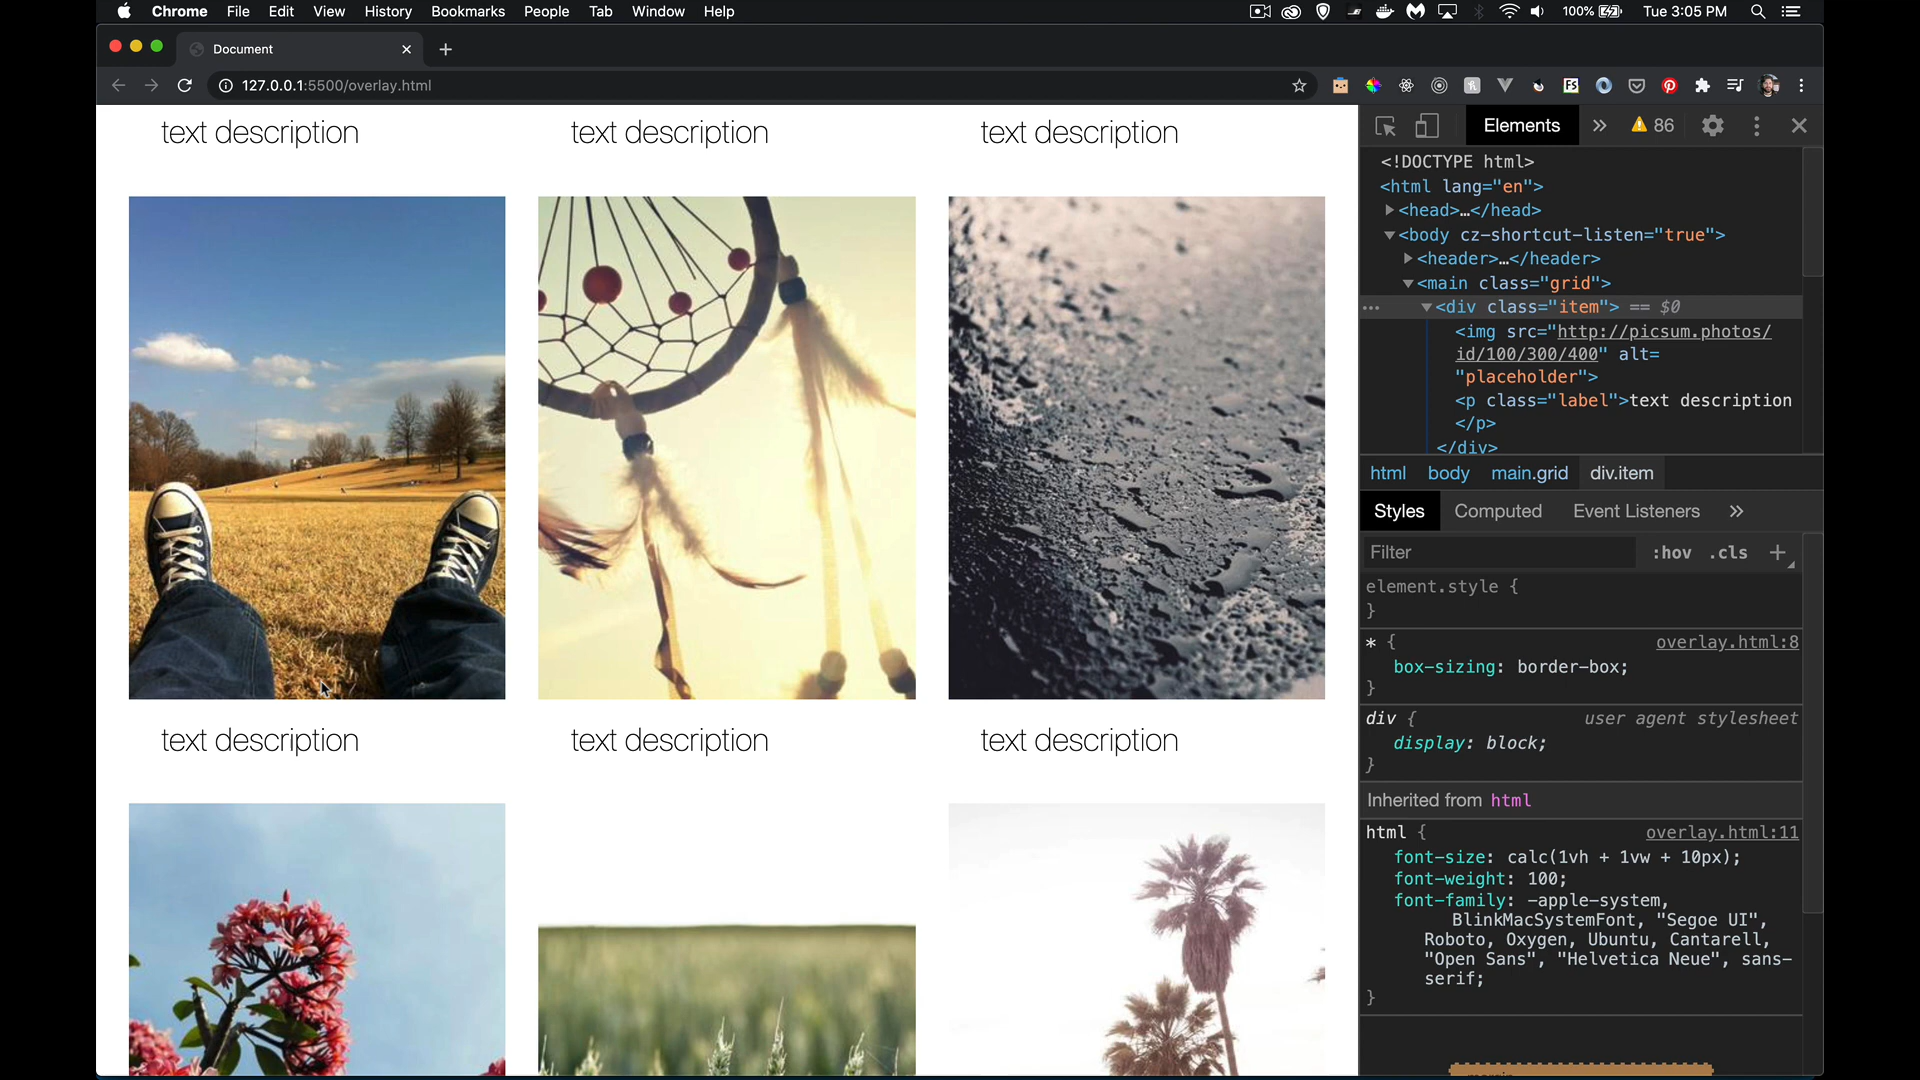 Chrome File Edit View History Bookmarks People Tab Window Help 100% Tue 3:05 PM
Document
127.0.0.1:5500/overlay.html
text description text description text description
text description text description text description
Elements 86
<!DOCTYPE html>
<html lang="en">
<head>…</head>
<body cz-shortcut-listen="true">
<header>…</header>
<main class="grid">
<div class="item"> == $0
<img src="http://picsum.photos/
id/100/300/400" alt=
"placeholder">
<p class="label">text description
</p>
</div>
html body main.grid div.item
Styles Computed Event Listeners
Filter :hov .cls
element.style {
}
* { overlay.html:8
box-sizing: border-box;
}
div { user agent stylesheet
display: block;
}
Inherited from html
html { overlay.html:11
font-size: calc(1vh + 1vw + 10px);
font-weight: 100;
font-family: -apple-system,
BlinkMacSystemFont, "Segoe UI",
Roboto, Oxygen, Ubuntu, Cantarell,
"Open Sans", "Helvetica Neue", sans-
serif;
}